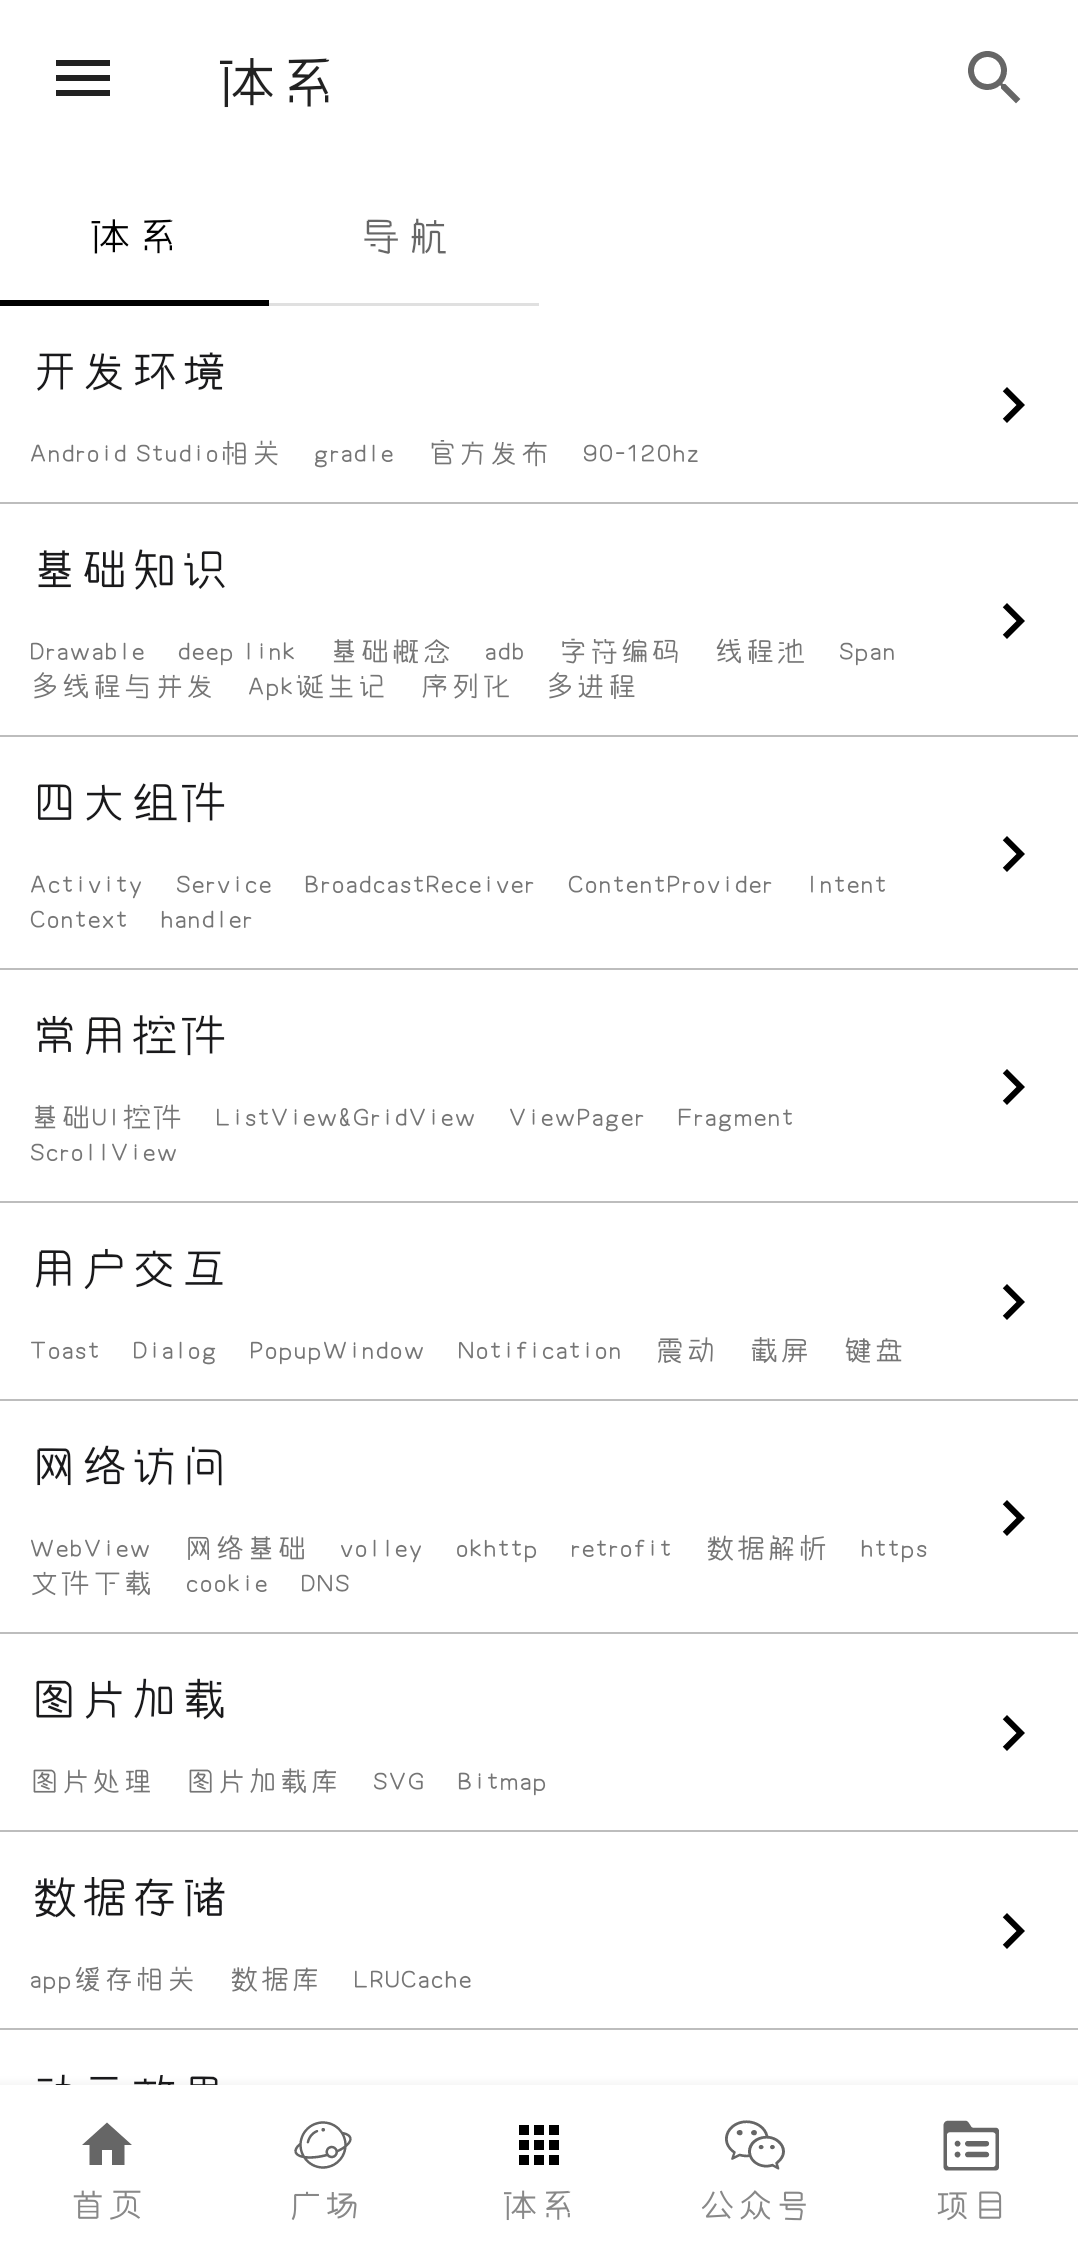 体系
体系 导航
开发环境
Android Studio相关 gradle 官方发布 90-120hz
基础知识
Drawable deep link 基础概念 adb 字符编码 线程池 Span
多线程与并发 Apk诞生记 序列化 多进程
四大组件
Activity Service BroadcastReceiver ContentProvider Intent
Context handler
常用控件
基础UI控件 ListView&GridView ViewPager Fragment
ScrollView
用户交互
Toast Dialog PopupWindow Notification 震动 截屏 键盘
网络访问
WebView 网络基础 volley okhttp retrofit 数据解析 https
文件下载 cookie DNS
图片加载
图片处理 图片加载库 SVG Bitmap
数据存储
app缓存相关 数据库 LRUCache
首页 广场 体系 公众号 项目